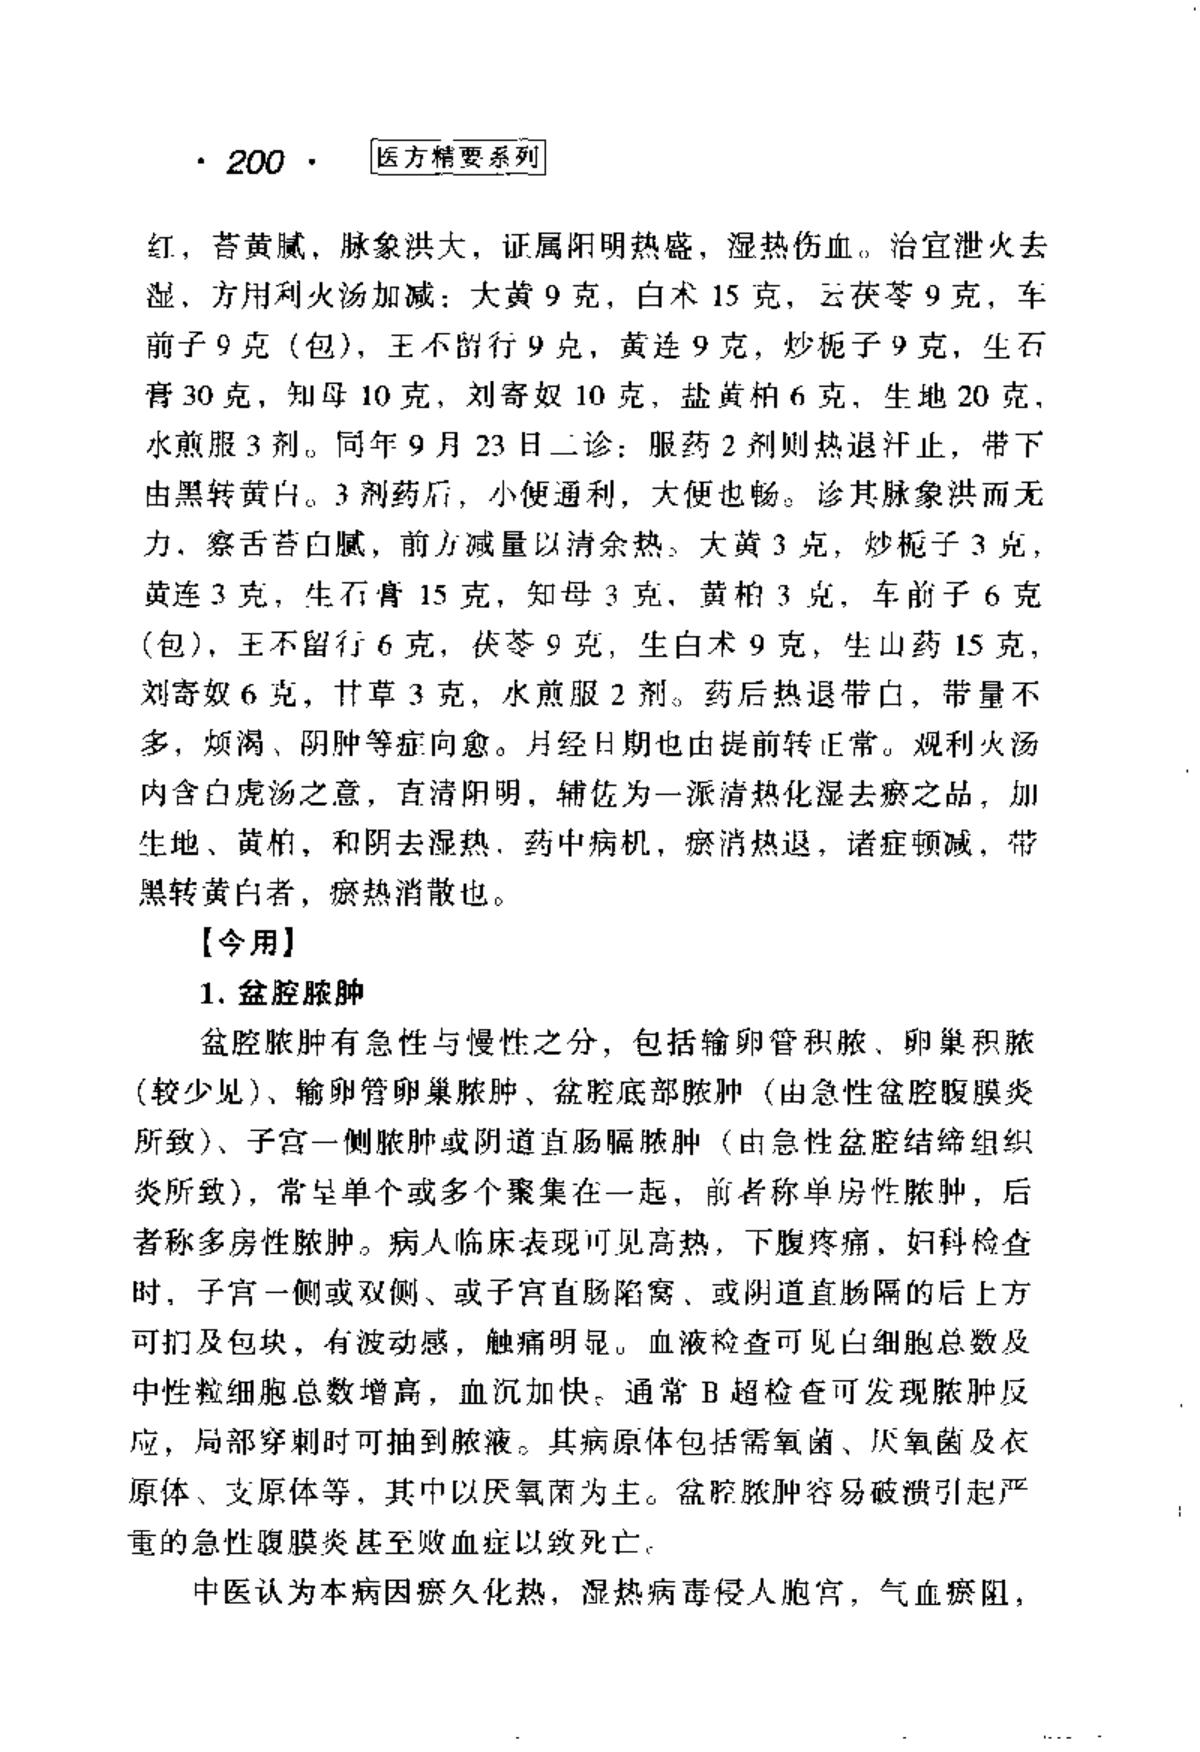 · 200 · 医方精要系列
红，苔黄腻，脉象洪大，证属阳明热盛，湿热伤血。治宜泄火去
湿，方用利火汤加减：大黄 9 克，白术 15 克，云茯苓 9 克，车
前子 9 克（包），王不留行 9 克，黄连 9 克，炒栀子 9 克，生石
膏 30 克，知母 10 克，刘寄奴 10 克，盐黄柏 6 克，生地 20 克，
水煎服 3 剂。同年 9 月 23 日二诊：服药 2 剂则热退汗止，带下
由黑转黄白。3 剂药后，小便通利，大便也畅。诊其脉象洪而无
力，察舌苔白腻，前方减量以清余热。大黄 3 克，炒栀子 3 克，
黄连 3 克，生石膏 15 克，知母 3 克，黄柏 3 克，车前子 6 克
（包），王不留行 6 克，茯苓 9 克，生白术 9 克，生山药 15 克，
刘寄奴 6 克，甘草 3 克，水煎服 2 剂。药后热退带白，带量不
多，烦渴、阴肿等症向愈。月经日期也由提前转正常。观利火汤
内含白虎汤之意，直清阳明，辅佐为一派清热化湿去瘀之品，加
生地、黄柏，和阴去湿热，药中病机，瘀消热退，诸症顿减，带
黑转黄白者，瘀热消散也。
【今用】
1. 盆腔脓肿
盆腔脓肿有急性与慢性之分，包括输卵管积脓、卵巢积脓
（较少见）、输卵管卵巢脓肿、盆腔底部脓肿（由急性盆腔腹膜炎
所致）、子宫一侧脓肿或阴道直肠膈脓肿（由急性盆腔结缔组织
炎所致），常呈单个或多个聚集在一起，前者称单房性脓肿，后
者称多房性脓肿。病人临床表现可见高热，下腹疼痛，妇科检查
时，子宫一侧或双侧、或子宫直肠陷窝、或阴道直肠隔的后上方
可扪及包块，有波动感，触痛明显。血液检查可见白细胞总数及
中性粒细胞总数增高，血沉加快。通常 B 超检查可发现脓肿反
应，局部穿刺时可抽到脓液。其病原体包括需氧菌、厌氧菌及衣
原体、支原体等，其中以厌氧菌为主。盆腔脓肿容易破溃引起严
重的急性腹膜炎甚至败血症以致死亡。
中医认为本病因瘀久化热，湿热病毒侵人胞宫，气血瘀阻，